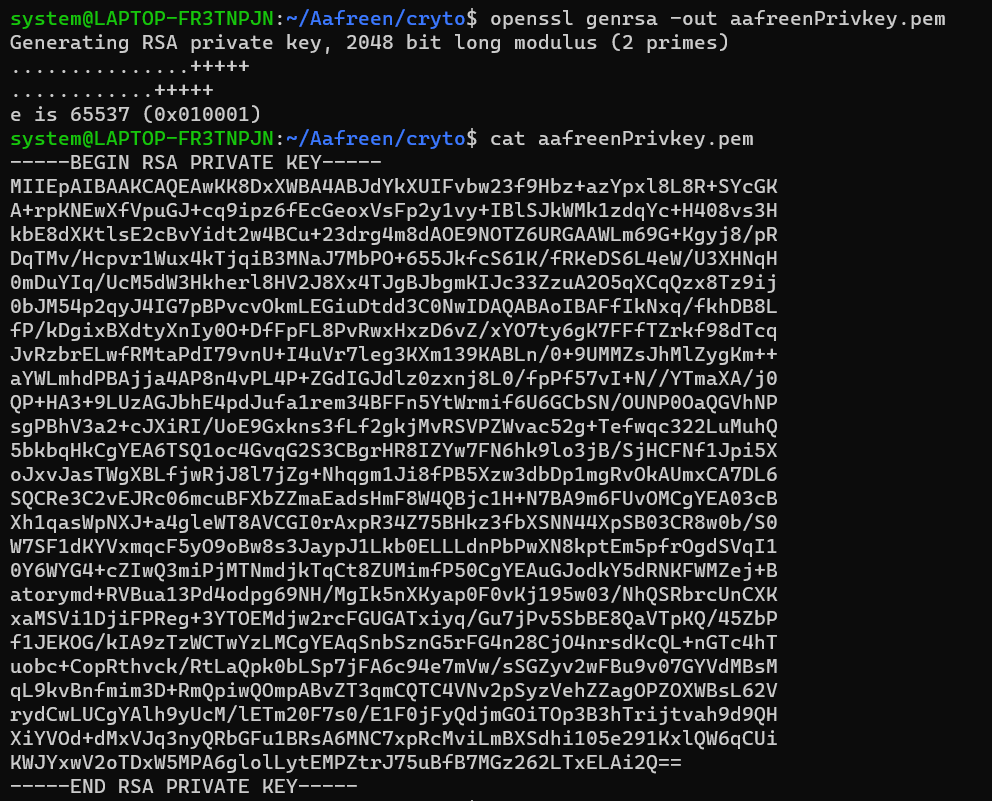 system@LAPTOP-FR3TNPJN:~/Aafreen/cryto$ openssl genrsa -out aafreenPrivkey.pem
Generating RSA private key, 2048 bit long modulus (2 primes)
...............+++++
............+++++
e is 65537 (0x010001)
system@LAPTOP-FR3TNPJN:~/Aafreen/cryto$ cat aafreenPrivkey.pem
-----BEGIN RSA PRIVATE KEY-----
MIIEpAIBAAKCAQEAwKK8DxXWBA4ABJdYkXUIFvbw23f9Hbz+azYpxl8L8R+SYcGK
A+rpKNEwXfVpuGJ+cq9ipz6fEcGeoxVsFp2y1vy+IBlSJkWMk1zdqYc+H408vs3H
kbE8dXKtlsE2cBvYidt2w4BCu+23drg4m8dAOE9NOTZ6URGAAWLm69G+Kgyj8/pR
DqTMv/Hcpvr1Wux4kTjqiB3MNaJ7MbPO+655JkfcS61K/fRKeDS6L4eW/U3XHNqH
0mDuYIq/UcM5dW3Hkherl8HV2J8Xx4TJgBJbgmKIJc33ZzuA2O5qXCqQzx8Tz9ij
0bJM54p2qyJ4IG7pBPvcvOkmLEGiuDtdd3C0NwIDAQABAoIBAFfIkNxq/fkhDB8L
fP/kDgixBXdtyXnIy0O+DfFpFL8PvRwxHxzD6vZ/xYO7ty6gK7FFfTZrkf98dTcq
JvRzbrELwfRMtaPdI79vnU+I4uVr7leg3KXm139KABLn/0+9UMMZsJhMlZygKm++
aYWLmhdPBAjja4AP8n4vPL4P+ZGdIGJdlz0zxnj8L0/fpPf57vI+N//YTmaXA/j0
QP+HA3+9LUzAGJbhE4pdJufa1rem34BFFn5YtWrmif6U6GCbSN/OUNP0OaQGVhNP
sgPBhV3a2+cJXiRI/UoE9Gxkns3fLf2gkjMvRSVPZWvac52g+Tefwqc322LuMuhQ
5bkbqHkCgYEA6TSQ1oc4GvqG2S3CBgrHR8IZYw7FN6hk9lo3jB/SjHCFNf1Jpi5X
oJxvJasTWgXBLfjwRjJ8l7jZg+Nhqgm1Ji8fPB5Xzw3dbDp1mgRvOkAUmxCA7DL6
SQCRe3C2vEJRc06mcuBFXbZZmaEadsHmF8W4QBjc1H+N7BA9m6FUvOMCgYEA03cB
Xh1qasWpNXJ+a4gleWT8AVCGI0rAxpR34Z75BHkz3fbXSNN44XpSB03CR8w0b/S0
W7SF1dKYVxmqcF5yO9oBw8s3JaypJ1Lkb0ELLLdnPbPwXN8kptEm5pfrOgdSVqI1
0Y6WYG4+cZIwQ3miPjMTNmdjkTqCt8ZUMimfP50CgYEAuGJodkY5dRNKFWMZej+B
atorymd+RVBua13Pd4odpg69NH/MgIk5nXKyap0F0vKj195w03/NhQSRbrcUnCXK
xaMSVi1DjiFPReg+3YTOEMdjw2rcFGUGATxiyq/Gu7jPv5SbBE8QaVTpKQ/45ZbP
f1JEKOG/kIA9zTzWCTwYzLMCgYEAqSnbSznG5rFG4n28CjO4nrsdKcQL+nGTc4hT
uobc+CopRthvck/RtLaQpk0bLSp7jFA6c94e7mVw/sSGZyv2wFBu9v07GYVdMBsM
qL9kvBnfmim3D+RmQpiwQOmpABvZT3qmCQTC4VNv2pSyzVehZZagOPZOXWBsL62V
rydCwLUCgYAlh9yUcM/lETm20F7s0/E1F0jFyQdjmGOiTOp3B3hTrijtvah9d9QH
XiYVOd+dMxVJq3nyQRbGFu1BRsA6MNC7xpRcMviLmBXSdhi105e291KxlQW6qCUi
KWJYxwV2oTDxW5MPA6glolLytEMPZtrJ75uBfB7MGz262LTxELAi2Q==
-----END RSA PRIVATE KEY-----